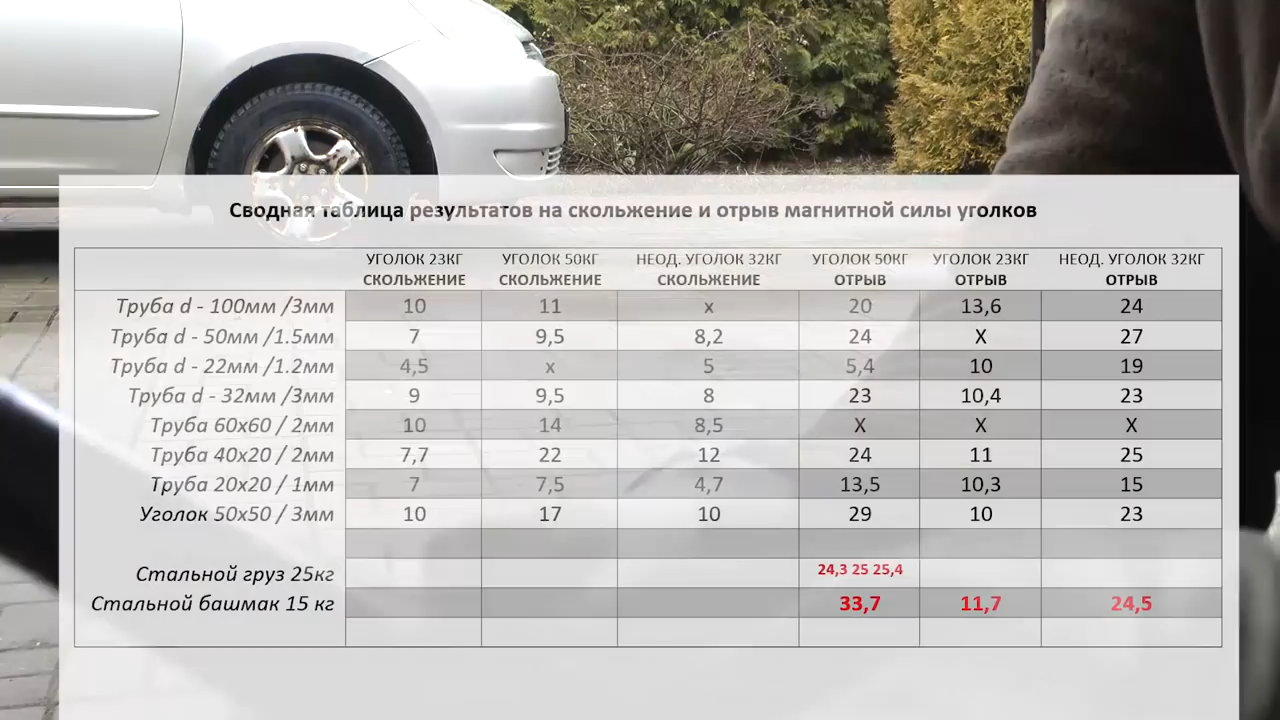 Сводная таблица результатов на скольжение и отрыв магнитной силы уголков
УГОЛОК 23КГ УГОЛОК 50КГ НЕОД. УГОЛОК 32КГ УГОЛОК 50КГ УГОЛОК 23КГ НЕОД. УГОЛОК 32КГ
СКОЛЬЖЕНИЕ СКОЛЬЖЕНИЕ СКОЛЬЖЕНИЕ ОТРЫВ ОТРЫВ ОТРЫВ
Труба d - 100мм /3мм 10 11 x 20 13,6 24
Труба d - 50мм /1.5мм 7 9,5 8,2 24 X 27
Труба d - 22мм /1.2мм 4,5 x 5 5,4 10 19
Труба d - 32мм /3мм 9 9,5 8 23 10,4 23
Труба 60x60 / 2мм 10 14 8,5 X X X
Труба 40x20 / 2мм 7,7 22 12 24 11 25
Труба 20x20 / 1мм 7 7,5 4,7 13,5 10,3 15
Уголок 50x50 / 3мм 10 17 10 29 10 23
Стальной груз 25кг 24,3 25 25,4
Стальной башмак 15 кг 33,7 11,7 24,5